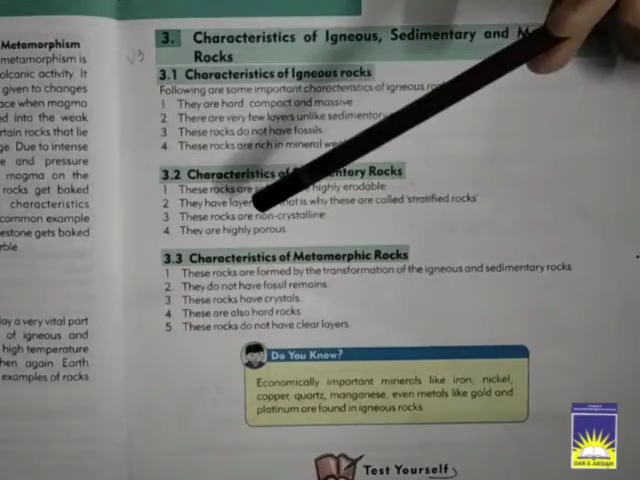 Metamorphism
metamorphism is
olcanic activity. It
given to changes
ace when magma
ed into the weak
rtain rocks that lie
ge. Due to intense
e and pressure
magma on the
rocks get baked
characteristics
common example
estone gets baked
rble.
ay a very vital part
of igneous and
high temperature
hen again Earth
examples of rocks
3. Characteristics of Igneous, Sedimentary and M
Rocks
3.1 Characteristics of Igneous rocks
Following are some important characteristics of igneous
1 They are hard compact and massive
2 There are very few layers unlike sedimentary
3 These rocks do not have fossils.
4 These rocks are rich in mineral
3.2 Characteristics of ntary Rocks
1 These rocks are highly erodable
2 They have layer that is why these are called 'stratified rocks'
3 These rocks are non-crystalline
4. They are highly porous
3.3 Characteristics of Metamorphic Rocks
1 These rocks are formed by the transformation of the igneous and sedimentary rocks
2. They do not have fossil remains
3 These rocks have crystals
4 These are also hard rocks
5. These rocks do not have clear layers
Do You Know?
Economically important minerals like iron, nickel,
copper, quartz, manganese, even metals like gold and
platinum are found in igneous rocks
Test Yourself
DAR-E-ARQAM